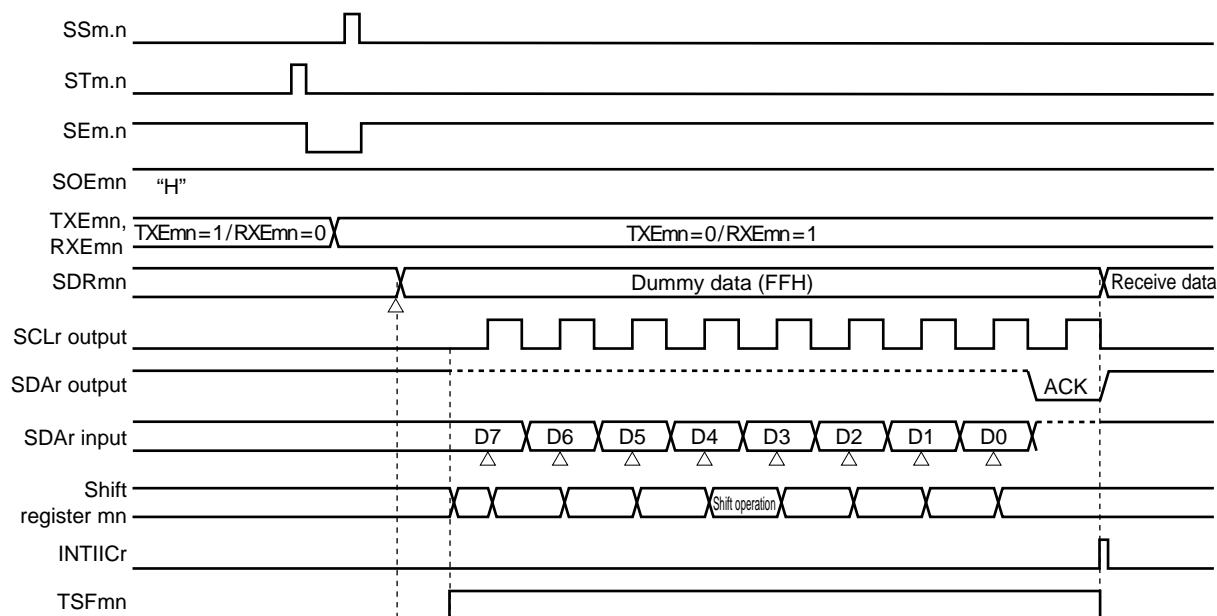 SSm.n
STm.n
SEm.n
SOEmn “H”
TXEmn,
RXEmn
TXEmn=1/RXEmn=0 TXEmn=0/RXEmn=1
SDRmn Dummy data (FFH) Receive data
SCLr output
SDAr output ACK
SDAr input D7 D6 D5 D4 D3 D2 D1 D0
Shift
register mn
Shift operation
INTIICr
TSFmn